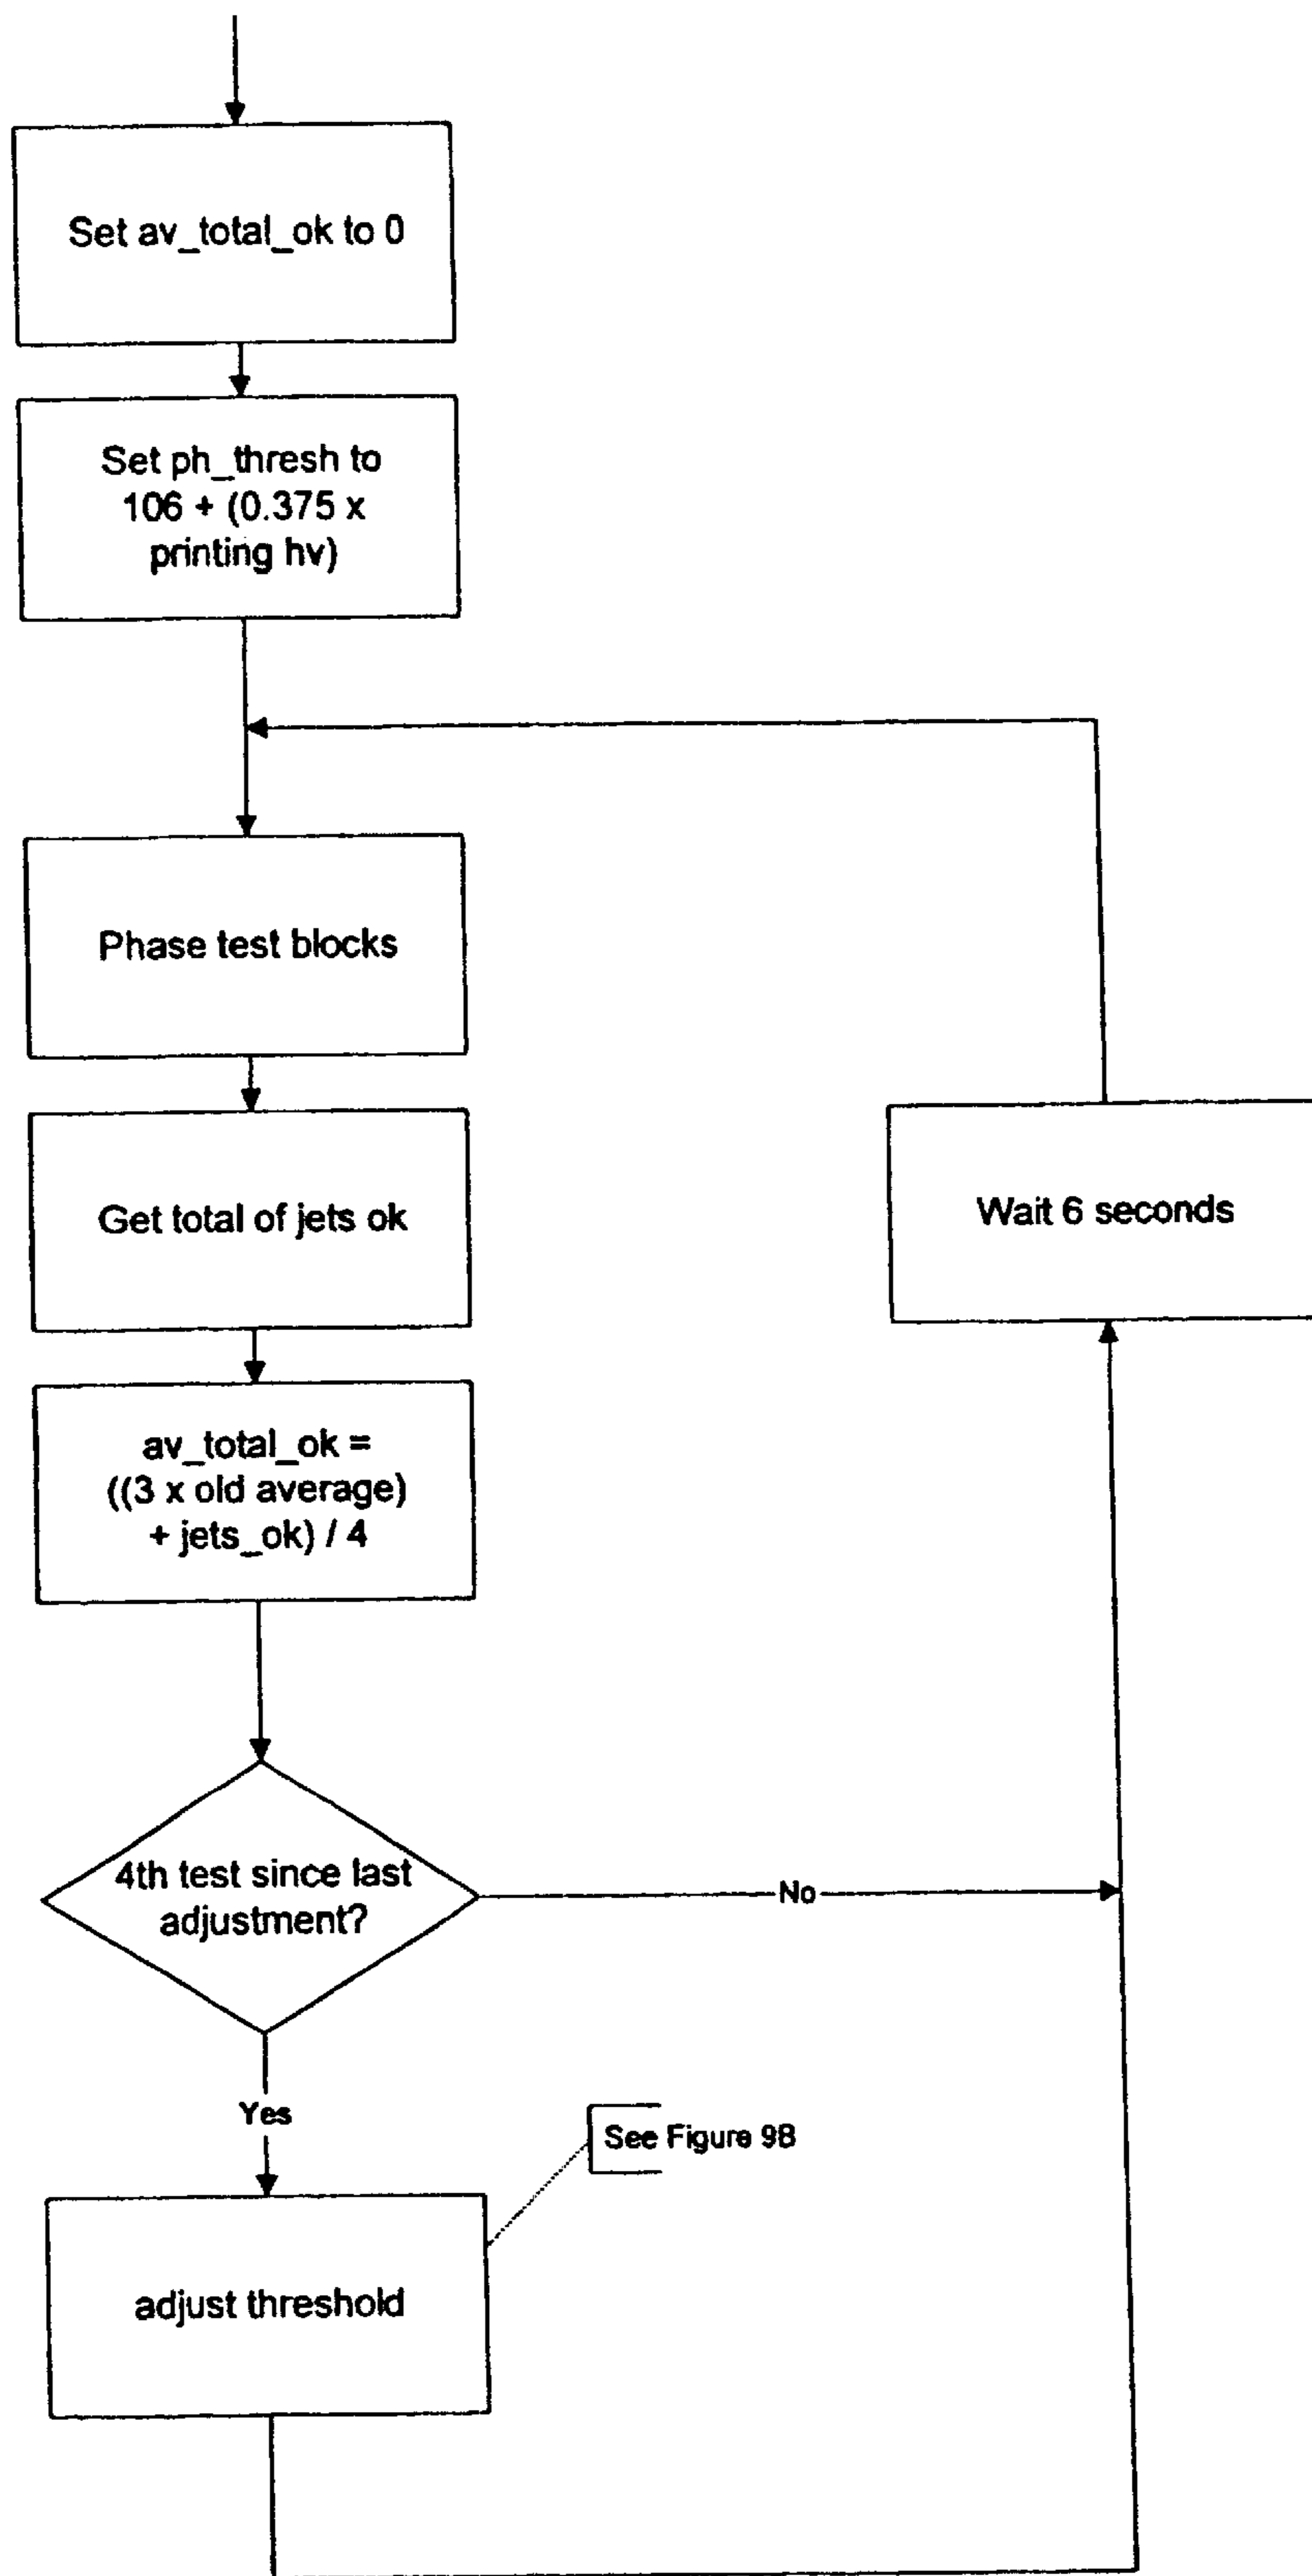 Set av_total_ok to 0
Set ph_thresh to
106 + (0.375 x
printing hv)
Phase test blocks
Get total of jets ok
Wait 6 seconds
av_total_ok =
((3 x old average)
+ jets_ok) / 4
4th test since last
adjustment?
No
Yes
See Figure 9B
adjust threshold